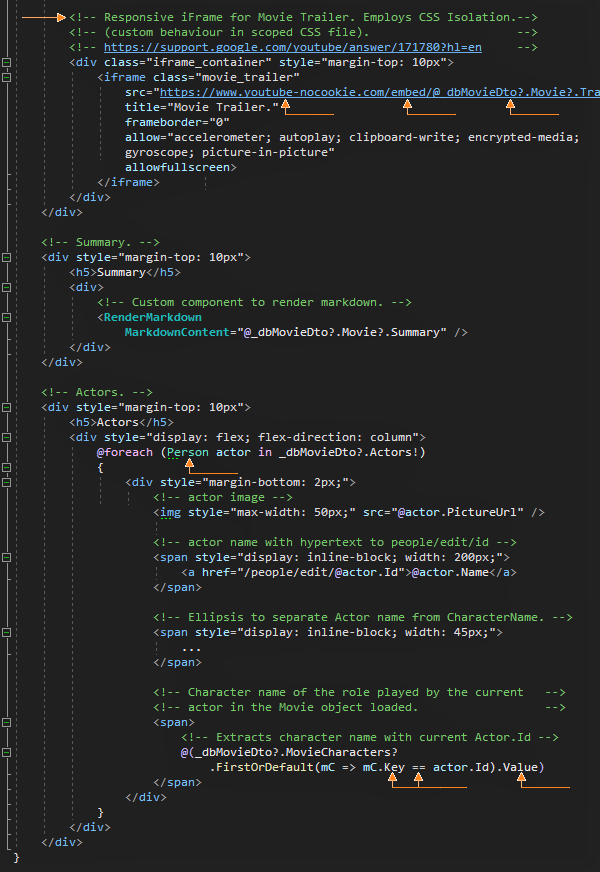 <!-- Responsive iFrame for Movie Trailer. Employs CSS Isolation.-->
<!-- (custom behaviour in scoped CSS file). -->
<!-- https://support.google.com/youtube/answer/171780?hl=en -->
<div class="iframe_container" style="margin-top: 10px">
<iframe class="movie_trailer"
src="https://www.youtube-nocookie.com/embed/@_dbMovieDto?.Movie?.Tra
title="Movie Trailer."
frameborder="0"
allow="accelerometer; autoplay; clipboard-write; encrypted-media;
gyroscope; picture-in-picture"
allowfullscreen>
</iframe>
</div>
</div>
<!-- Summary. -->
<div style="margin-top: 10px">
<h5>Summary</h5>
<div>
<!-- Custom component to render markdown. -->
<RenderMarkdown
MarkdownContent="@_dbMovieDto?.Movie?.Summary" />
</div>
</div>
<!-- Actors. -->
<div style="margin-top: 10px">
<h5>Actors</h5>
<div style="display: flex; flex-direction: column">
@foreach (Person actor in _dbMovieDto?.Actors!)
{
<div style="margin-bottom: 2px;">
<!-- actor image -->
<img style="max-width: 50px;" src="@actor.PictureUrl" />
<!-- actor name with hypertext to people/edit/id -->
<span style="display: inline-block; width: 200px;">
<a href="/people/edit/@actor.Id">@actor.Name</a>
</span>
<!-- Ellipsis to separate Actor name from CharacterName. -->
<span style="display: inline-block; width: 45px;">
...
</span>
<!-- Character name of the role played by the current -->
<!-- actor in the Movie object loaded. -->
<span>
<!-- Extracts character name with current Actor.Id -->
@(_dbMovieDto?.MovieCharacters?
.FirstOrDefault(mC => mC.Key == actor.Id).Value)
</span>
</div>
}
</div>
</div>
}